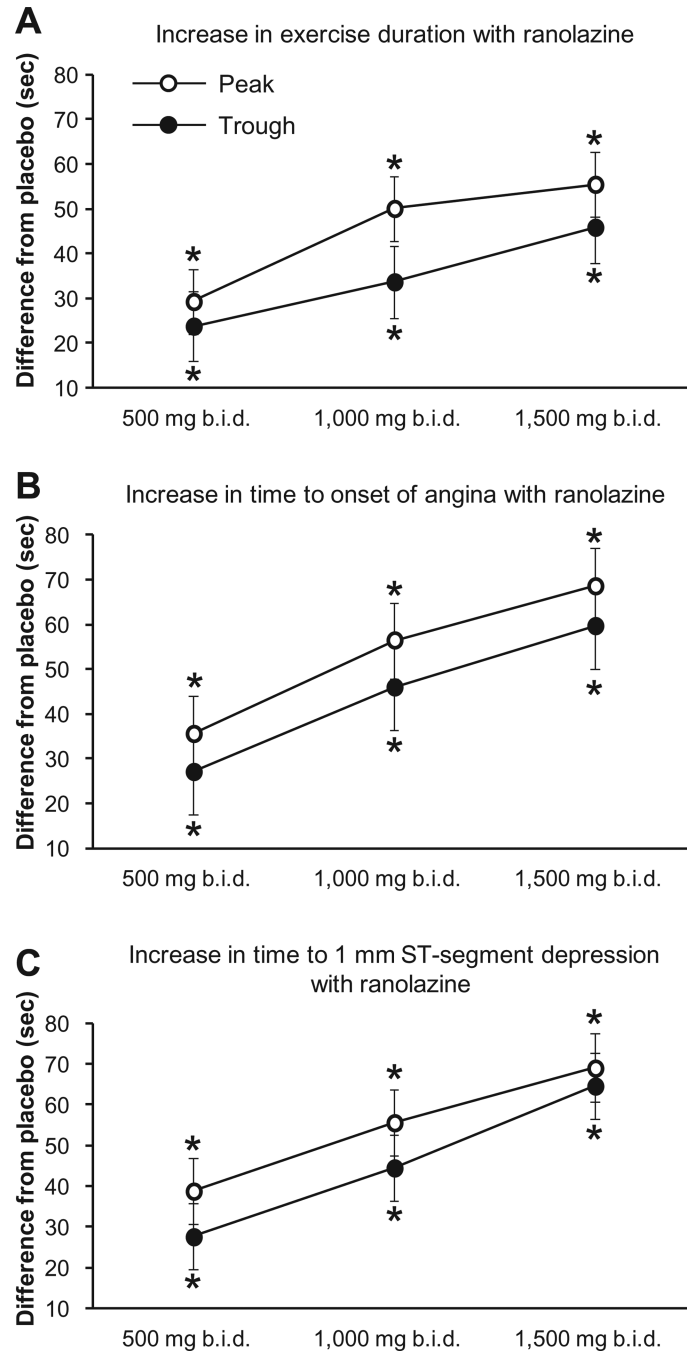 A
Increase in exercise duration with ranolazine
Difference from placebo (sec)
80
70
60
50
40
30
20
10
Peak
Trough
*
*
*
*
*
*
500 mg b.i.d.
1,000 mg b.i.d.
1,500 mg b.i.d.
B
Increase in time to onset of angina with ranolazine
Difference from placebo (sec)
80
70
60
50
40
30
20
10
*
*
*
*
*
*
500 mg b.i.d.
1,000 mg b.i.d.
1,500 mg b.i.d.
C
Increase in time to 1 mm ST-segment depression
with ranolazine
Difference from placebo (sec)
80
70
60
50
40
30
20
10
*
*
*
*
*
*
500 mg b.i.d.
1,000 mg b.i.d.
1,500 mg b.i.d.